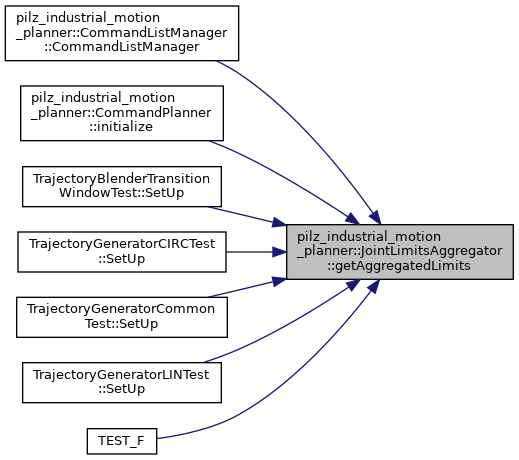 pilz_industrial_motion
_planner::CommandListManager
::CommandListManager
pilz_industrial_motion
_planner::CommandPlanner
::initialize
TrajectoryBlenderTransition
WindowTest::SetUp
TrajectoryGeneratorCIRCTest
::SetUp
TrajectoryGeneratorCommon
Test::SetUp
TrajectoryGeneratorLINTest
::SetUp
TEST_F
pilz_industrial_motion
_planner::JointLimitsAggregator
::getAggregatedLimits